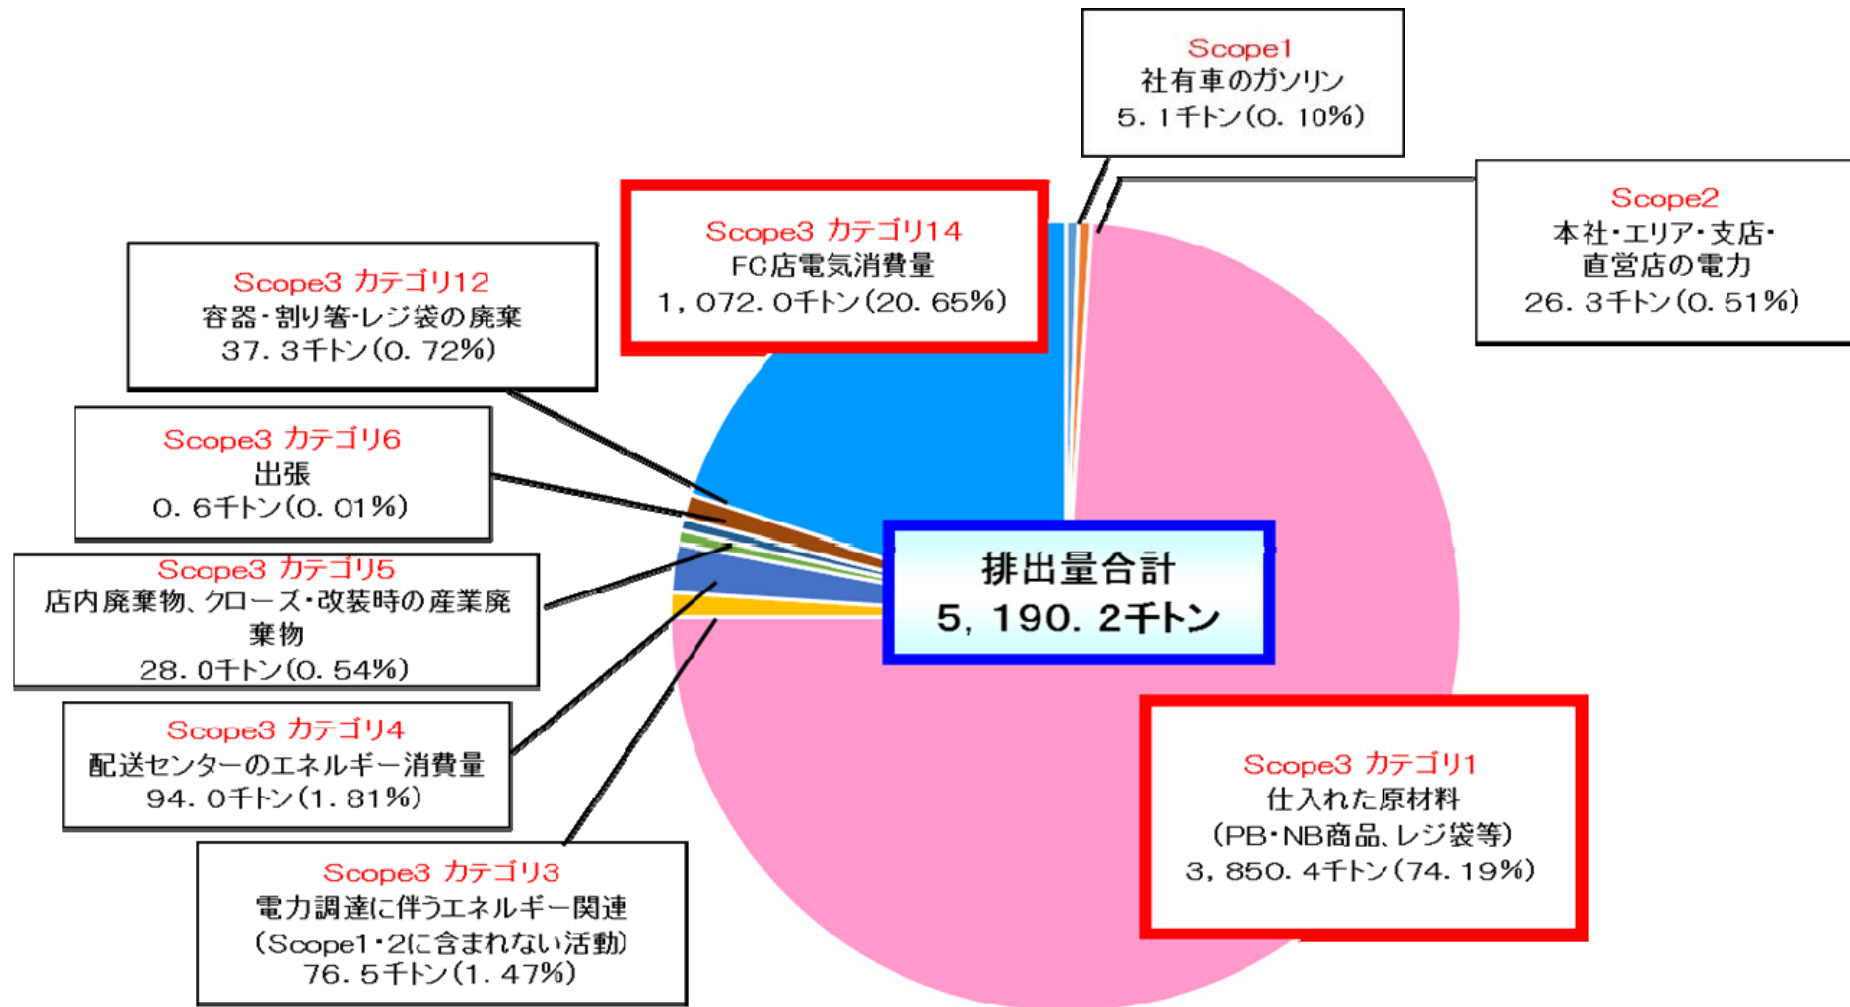 Scope1
社有車のガソリン
5.1千トン(0.10%)
Scope2
本社・エリア・支店・
直営店の電力
26.3千トン(0.51%)
Scope3 カテゴリ14
FC店電気消費量
1,072.0千トン(20.65%)
Scope3 カテゴリ12
容器・割り箸・レジ袋の廃棄
37.3千トン(0.72%)
Scope3 カテゴリ6
出張
0.6千トン(0.01%)
Scope3 カテゴリ5
店内廃棄物、クローズ・改装時の産業廃
棄物
28.0千トン(0.54%)
Scope3 カテゴリ4
配送センターのエネルギー消費量
94.0千トン(1.81%)
Scope3 カテゴリ3
電力調達に伴うエネルギー関連
(Scope1・2に含まれない活動)
76.5千トン(1.47%)
排出量合計
5,190.2千トン
Scope3 カテゴリ1
仕入れた原材料
(PB・NB商品、レジ袋等)
3,850.4千トン(74.19%)